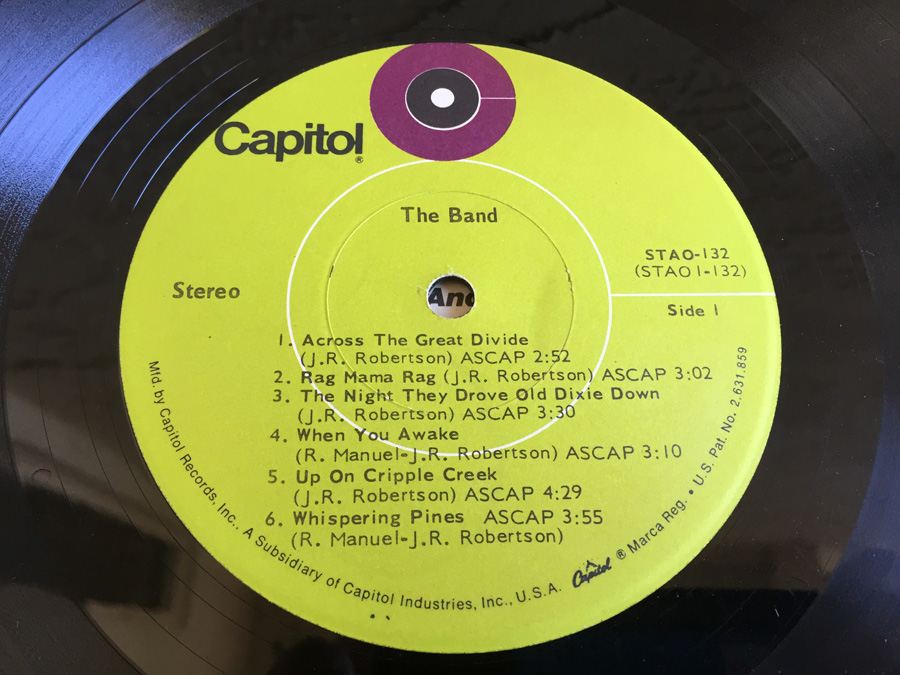 Capitol®
The Band
STAO-132
(STAO 1-132)
Stereo
Side 1
1. Across The Great Divide
(J.R. Robertson) ASCAP 2:52
2. Rag Mama Rag (J.R. Robertson) ASCAP 3:02
3. The Night They Drove Old Dixie Down
(J.R. Robertson) ASCAP 3:30
4. When You Awake
(R. Manuel-J.R. Robertson) ASCAP 3:10
5. Up On Cripple Creek
(J.R. Robertson) ASCAP 4:29
6. Whispering Pines ASCAP 3:55
(R. Manuel-J.R. Robertson)
Mfd. by Capitol Records, Inc., A Subsidiary of Capitol Industries, Inc., U.S.A. Capitol ® Marca Reg. • U.S. Pat. No. 2,631,859